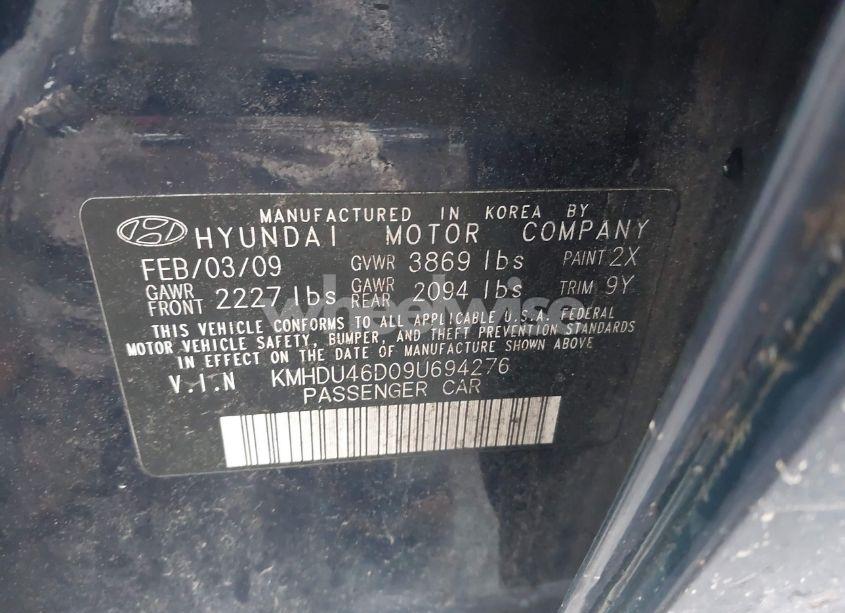 MANUFACTURED IN KOREA BY
HYUNDAI MOTOR COMPANY
FEB/03/09 GVWR 3869 lbs PAINT 2X
GAWR FRONT 2227 lbs GAWR REAR 2094 lbs TRIM 9Y
THIS VEHICLE CONFORMS TO ALL APPLICABLE U.S.A. FEDERAL
MOTOR VEHICLE SAFETY, BUMPER, AND THEFT PREVENTION STANDARDS
IN EFFECT ON THE DATE OF MANUFACTURE SHOWN ABOVE
V.I.N KMHDU46D09U694276
PASSENGER CAR
wheelwise